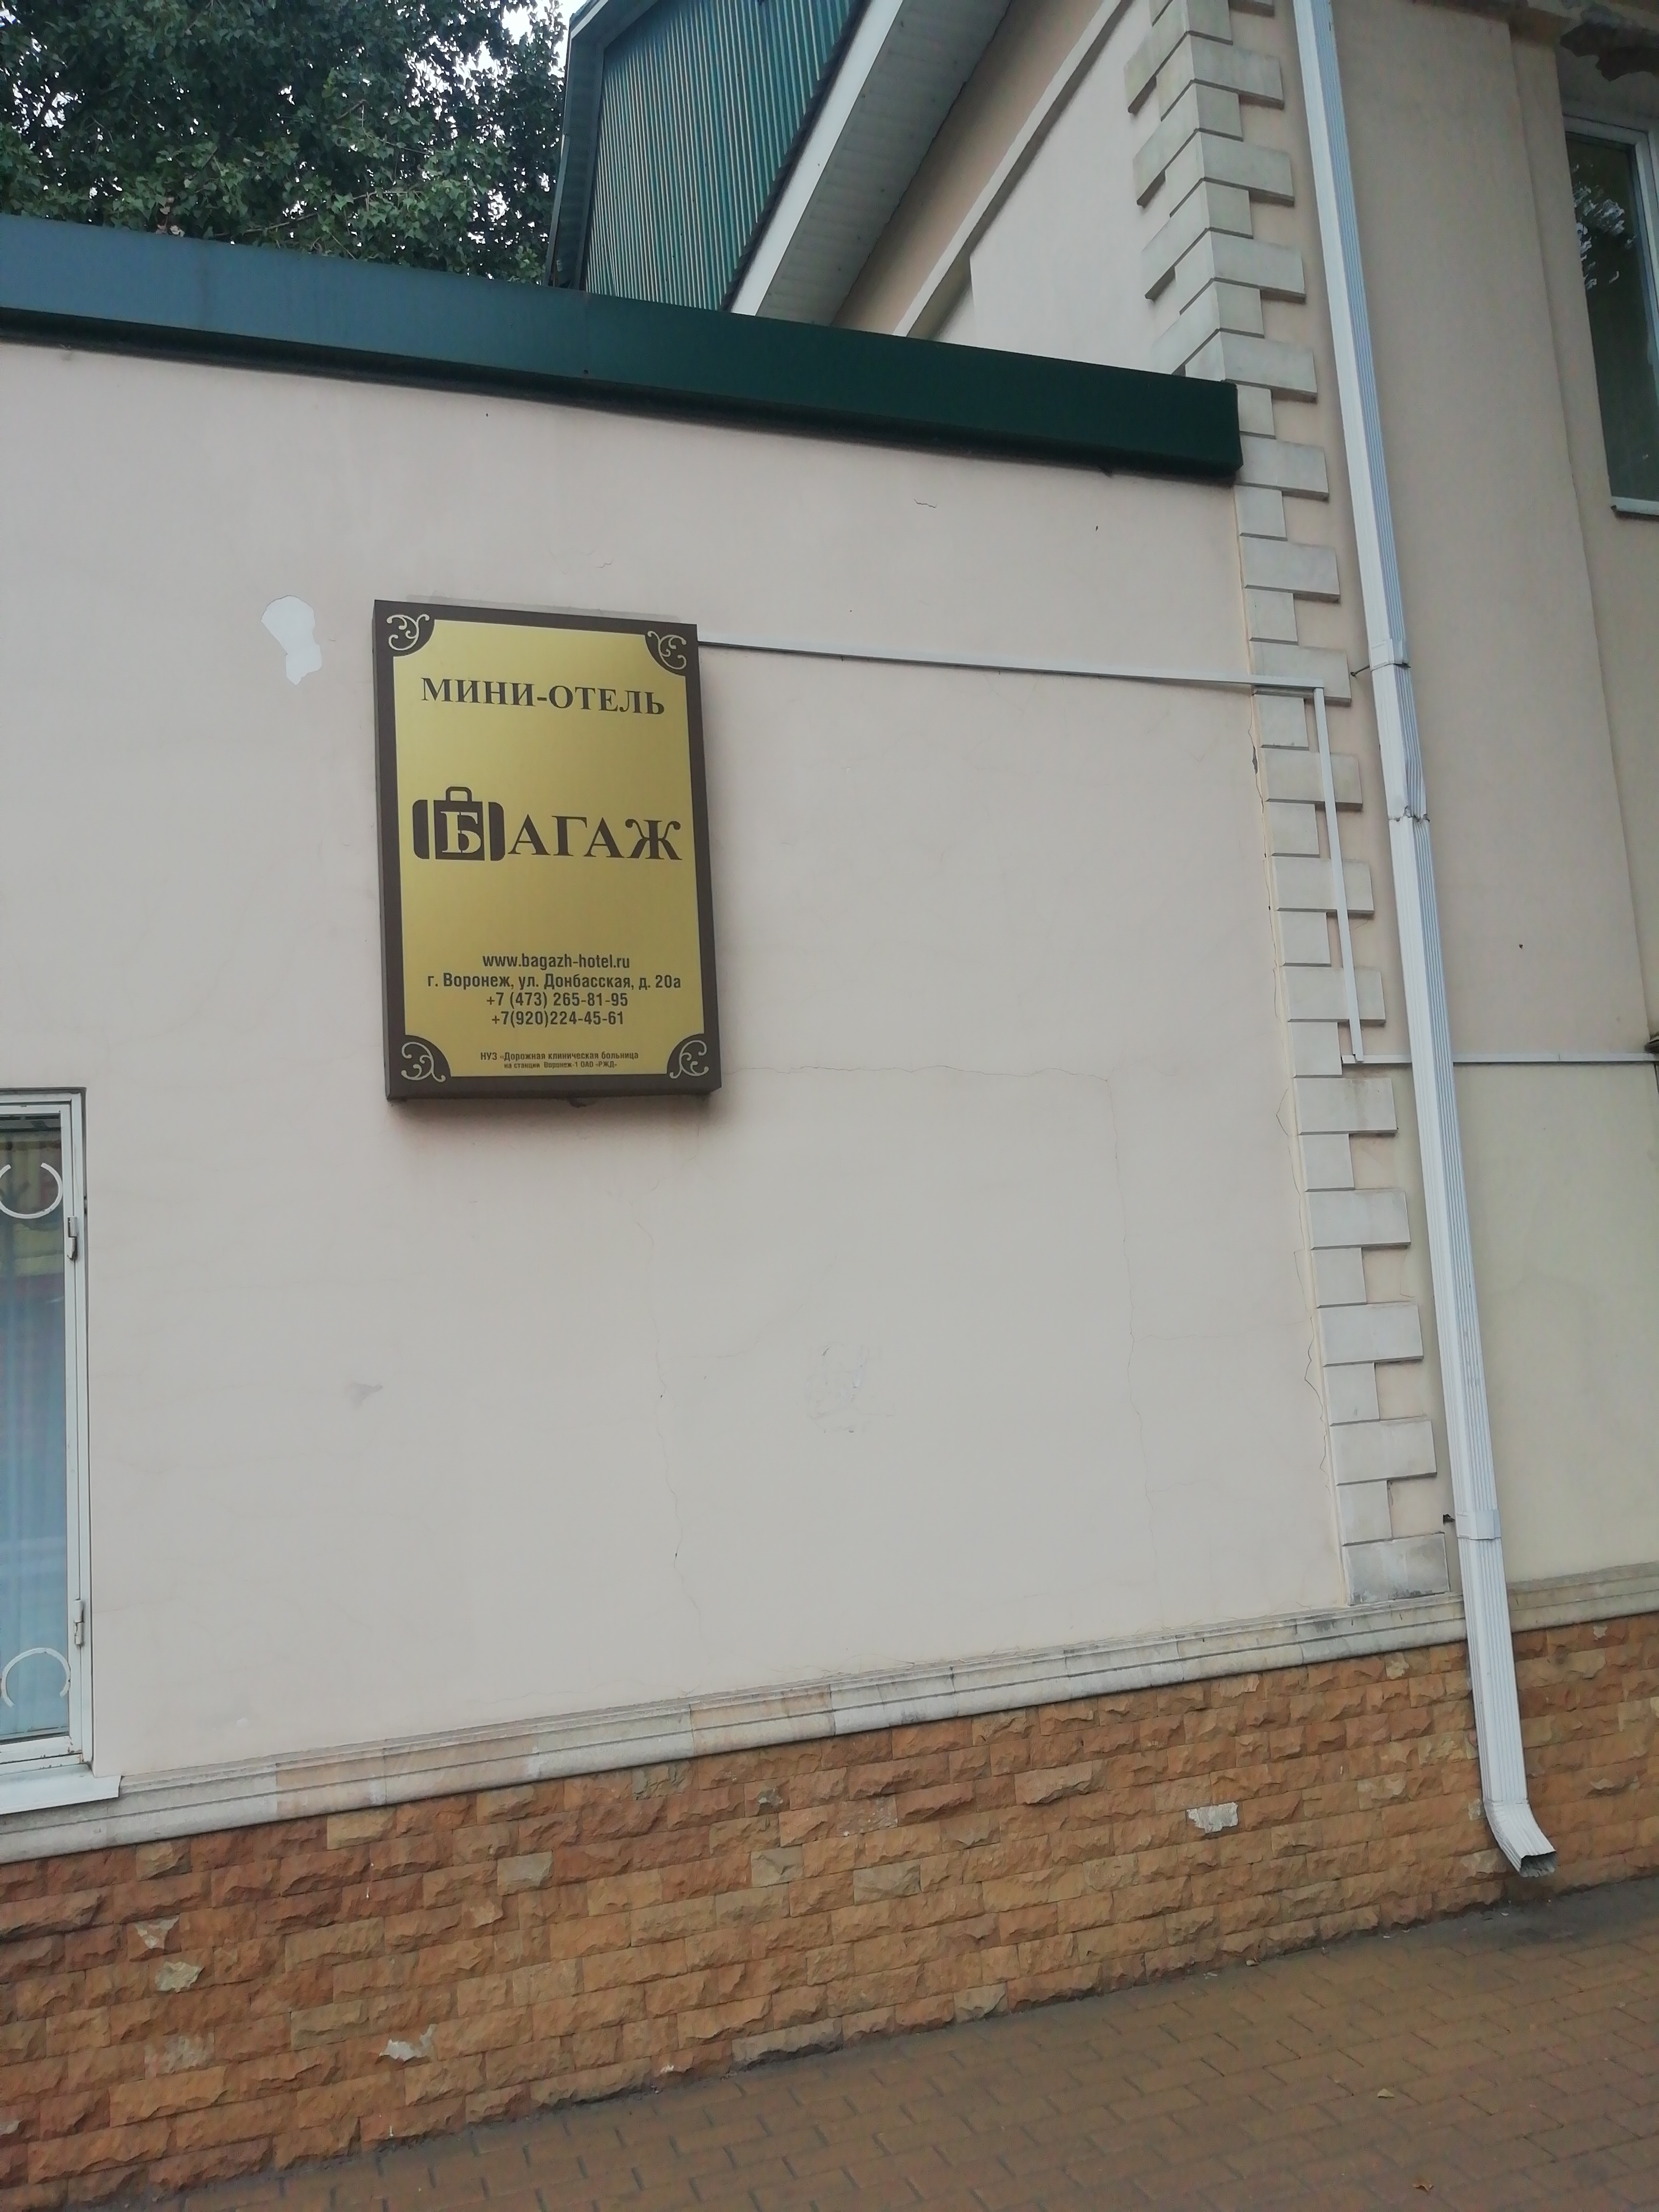 МИНИ-ОТЕЛЬ
БАГАЖ
www.bagazh-hotel.ru
г. Воронеж, ул. Донбасская, д. 20а
+7 (473) 265-81-95
+7(920)224-45-61
НУЗ «Дорожная клиническая больница
на станции Воронеж-1 ОАО «РЖД»